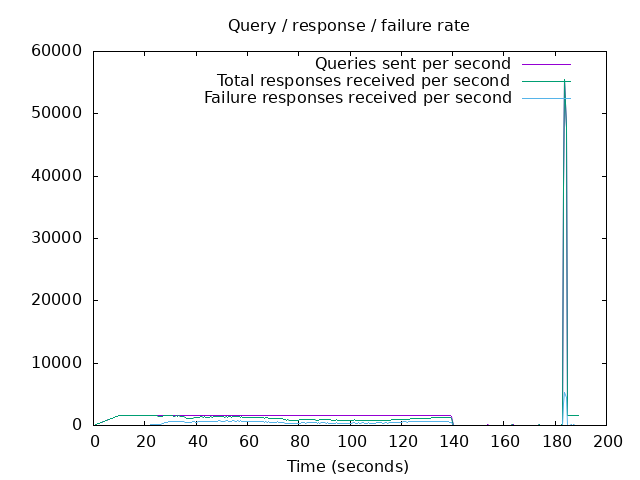 Query / response / failure rate
60000
50000
40000
30000
20000
10000
0
Queries sent per second
Total responses received per second
Failure responses received per second
0 20 40 60 80 100 120 140 160 180 200
Time (seconds)